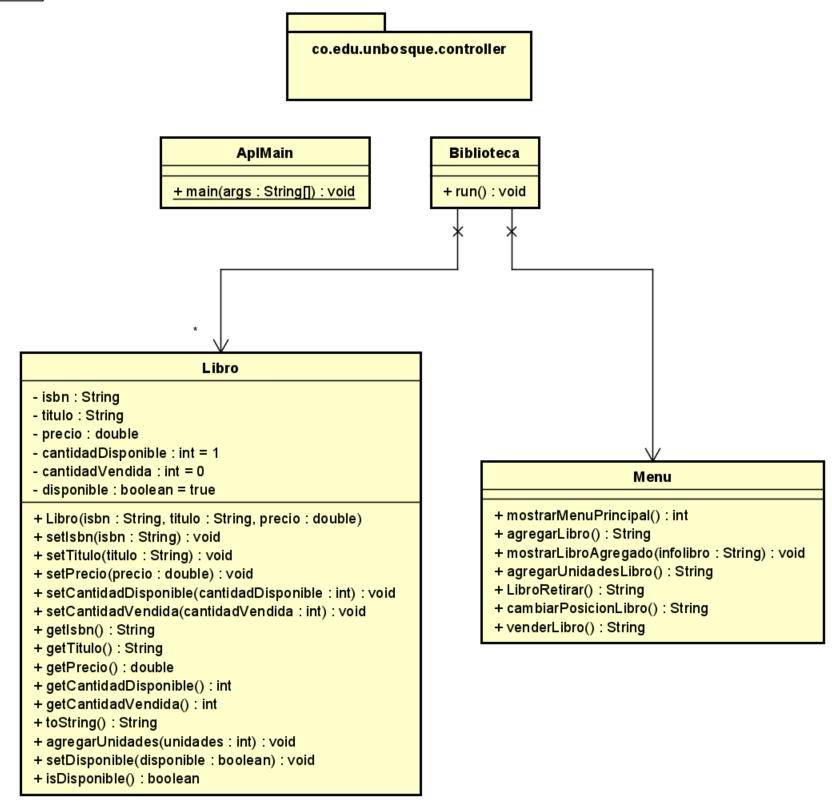 co.edu.unbosque.controller
AplMain
+ main(args : String[]) : void
Biblioteca
+ run() : void
*
Libro
- isbn : String
- titulo : String
- precio : double
- cantidadDisponible : int = 1
- cantidadVendida : int = 0
- disponible : boolean = true
+ Libro(isbn : String, titulo : String, precio : double)
+ setIsbn(isbn : String) : void
+ setTitulo(titulo : String) : void
+ setPrecio(precio : double) : void
+ setCantidadDisponible(cantidadDisponible : int) : void
+ setCantidadVendida(cantidadVendida : int) : void
+ getIsbn() : String
+ getTitulo() : String
+ getPrecio() : double
+ getCantidadDisponible() : int
+ getCantidadVendida() : int
+ toString() : String
+ agregarUnidades(unidades : int) : void
+ setDisponible(disponible : boolean) : void
+ isDisponible() : boolean
Menu
+ mostrarMenuPrincipal() : int
+ agregarLibro() : String
+ mostrarLibroAgregado(infolibro : String) : void
+ agregarUnidadesLibro() : String
+ LibroRetirar() : String
+ cambiarPosicionLibro() : String
+ venderLibro() : String